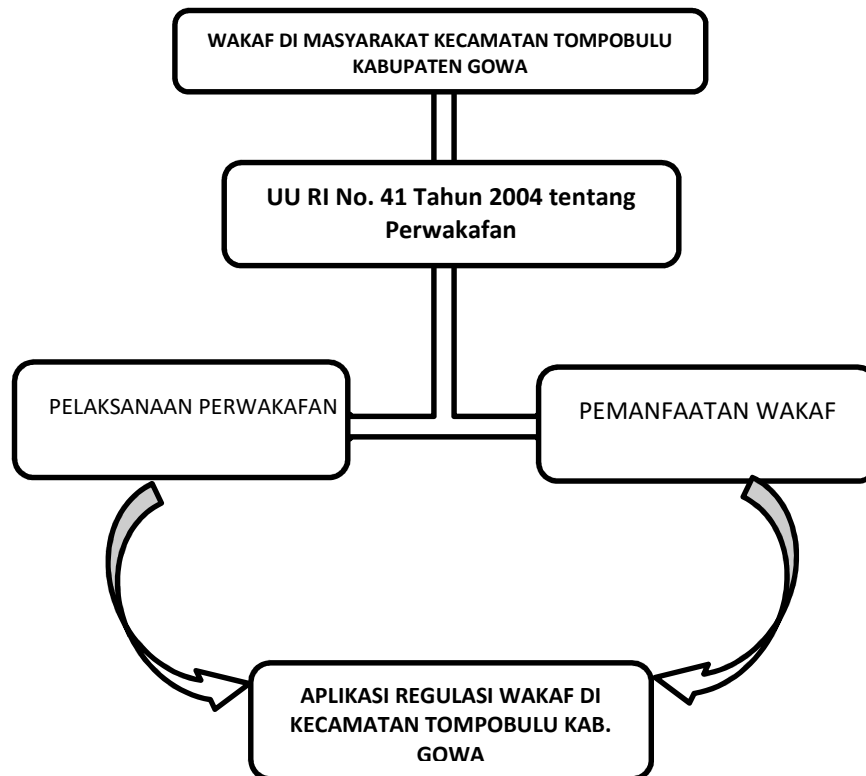 WAKAF DI MASYARAKAT KECAMATAN TOMPOBULU
KABUPATEN GOWA
UU RI No. 41 Tahun 2004 tentang
Perwakafan
PELAKSANAAN PERWAKAFAN
PEMANFAATAN WAKAF
APLIKASI REGULASI WAKAF DI
KECAMATAN TOMPOBULU KAB.
GOWA